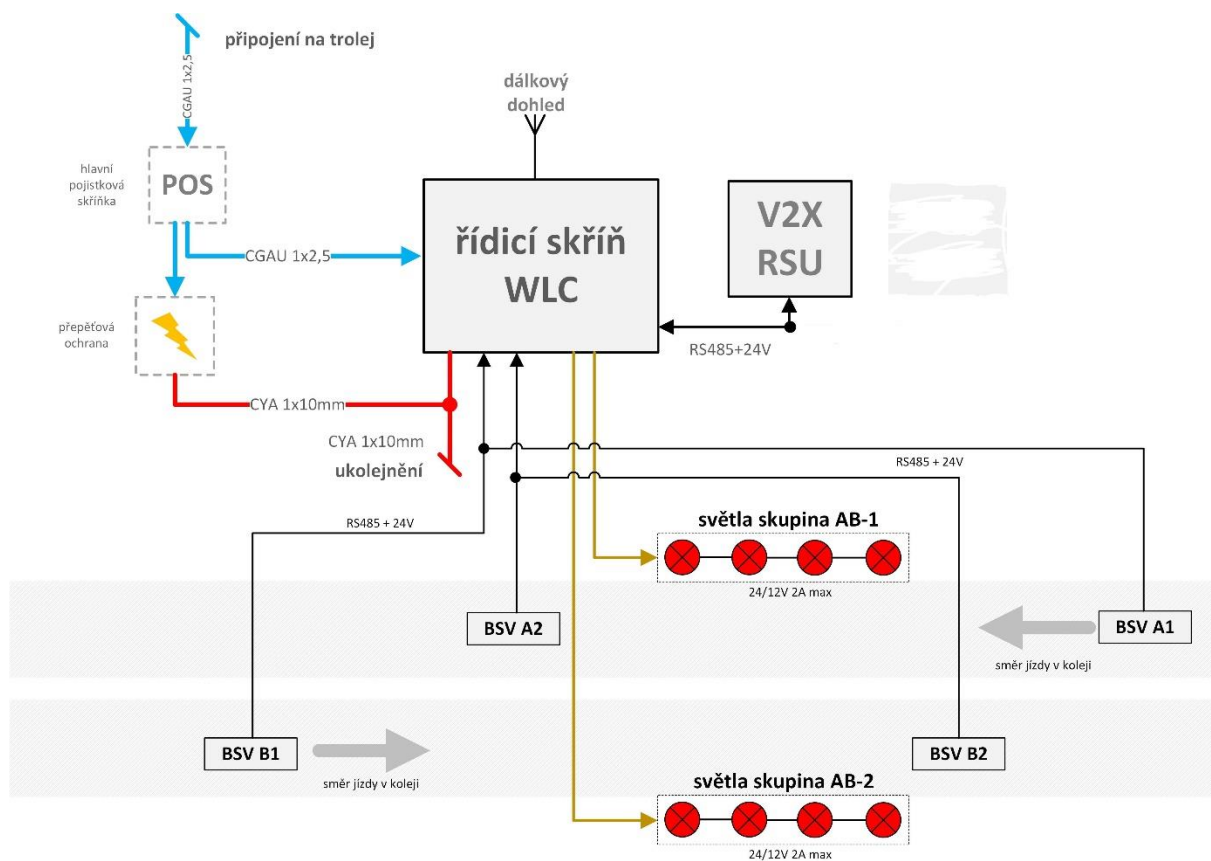 připojení na trolej
CGAU 1x2,5
dálkový
dohled
hlavní
pojistková
skříňka
POS
V2X
RSU
řídicí skříň
WLC
CGAU 1x2,5
přepěťová
ochrana
RS485+24V
CYA 1x10mm
CYA 1x10mm
ukolejnění
RS485 + 24V
RS485 + 24V
světla skupina AB-1
24/12V 2A max
BSV A2
BSV A1
směr jízdy v koleji
BSV B1
BSV B2
směr jízdy v koleji
světla skupina AB-2
24/12V 2A max